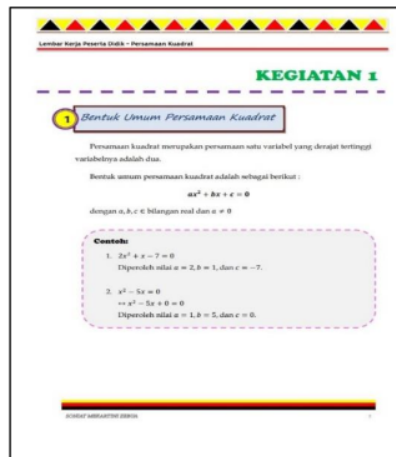 Lembar Kerja Peserta Didik – Persamaan Kuadrat
KEGIATAN 1
1 Bentuk Umum Persamaan Kuadrat
Persamaan kuadrat merupakan persamaan satu variabel yang derajat tertinggi
variabelnya adalah dua.
Bentuk umum persamaan kuadrat adalah sebagai berikut :
ax² + bx + c = 0
dengan a, b, c ∈ bilangan real dan a ≠ 0
Contoh:
1. 2x² + x − 7 = 0
Diperoleh nilai a = 2, b = 1, dan c = −7.
2. x² − 5x = 0
↔ x² − 5x + 0 = 0
Diperoleh nilai a = 1, b = 5, dan c = 0.